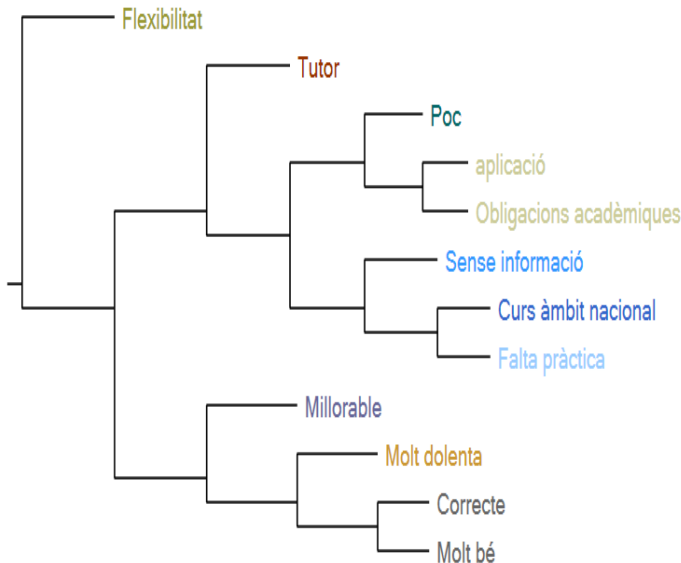 Flexibilitat
Tutor
Poc
aplicació
Obligacions acadèmiques
Sense informació
Curs àmbit nacional
Falta pràctica
Millorable
Molt dolenta
Correcte
Molt bé